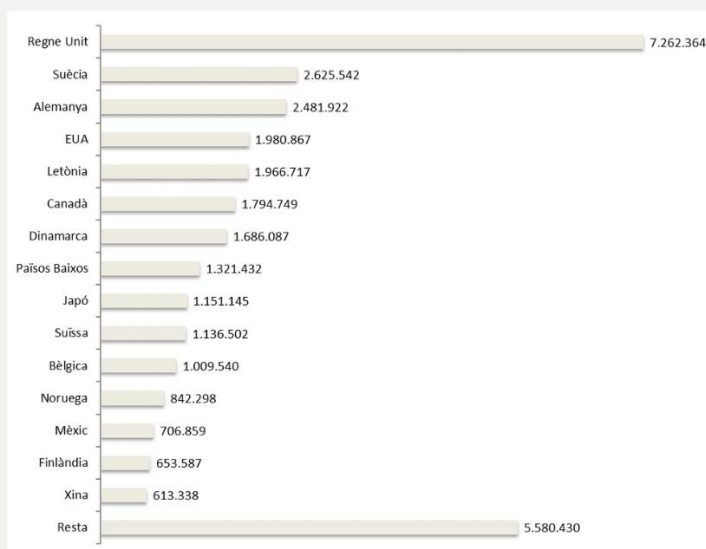 Regne Unit 7.262.364
Suècia 2.625.542
Alemanya 2.481.922
EUA 1.980.867
Letònia 1.966.717
Canadà 1.794.749
Dinamarca 1.686.087
Països Baixos 1.321.432
Japó 1.151.145
Suïssa 1.136.502
Bèlgica 1.009.540
Noruega 842.298
Mèxic 706.859
Finlàndia 653.587
Xina 613.338
Resta 5.580.430